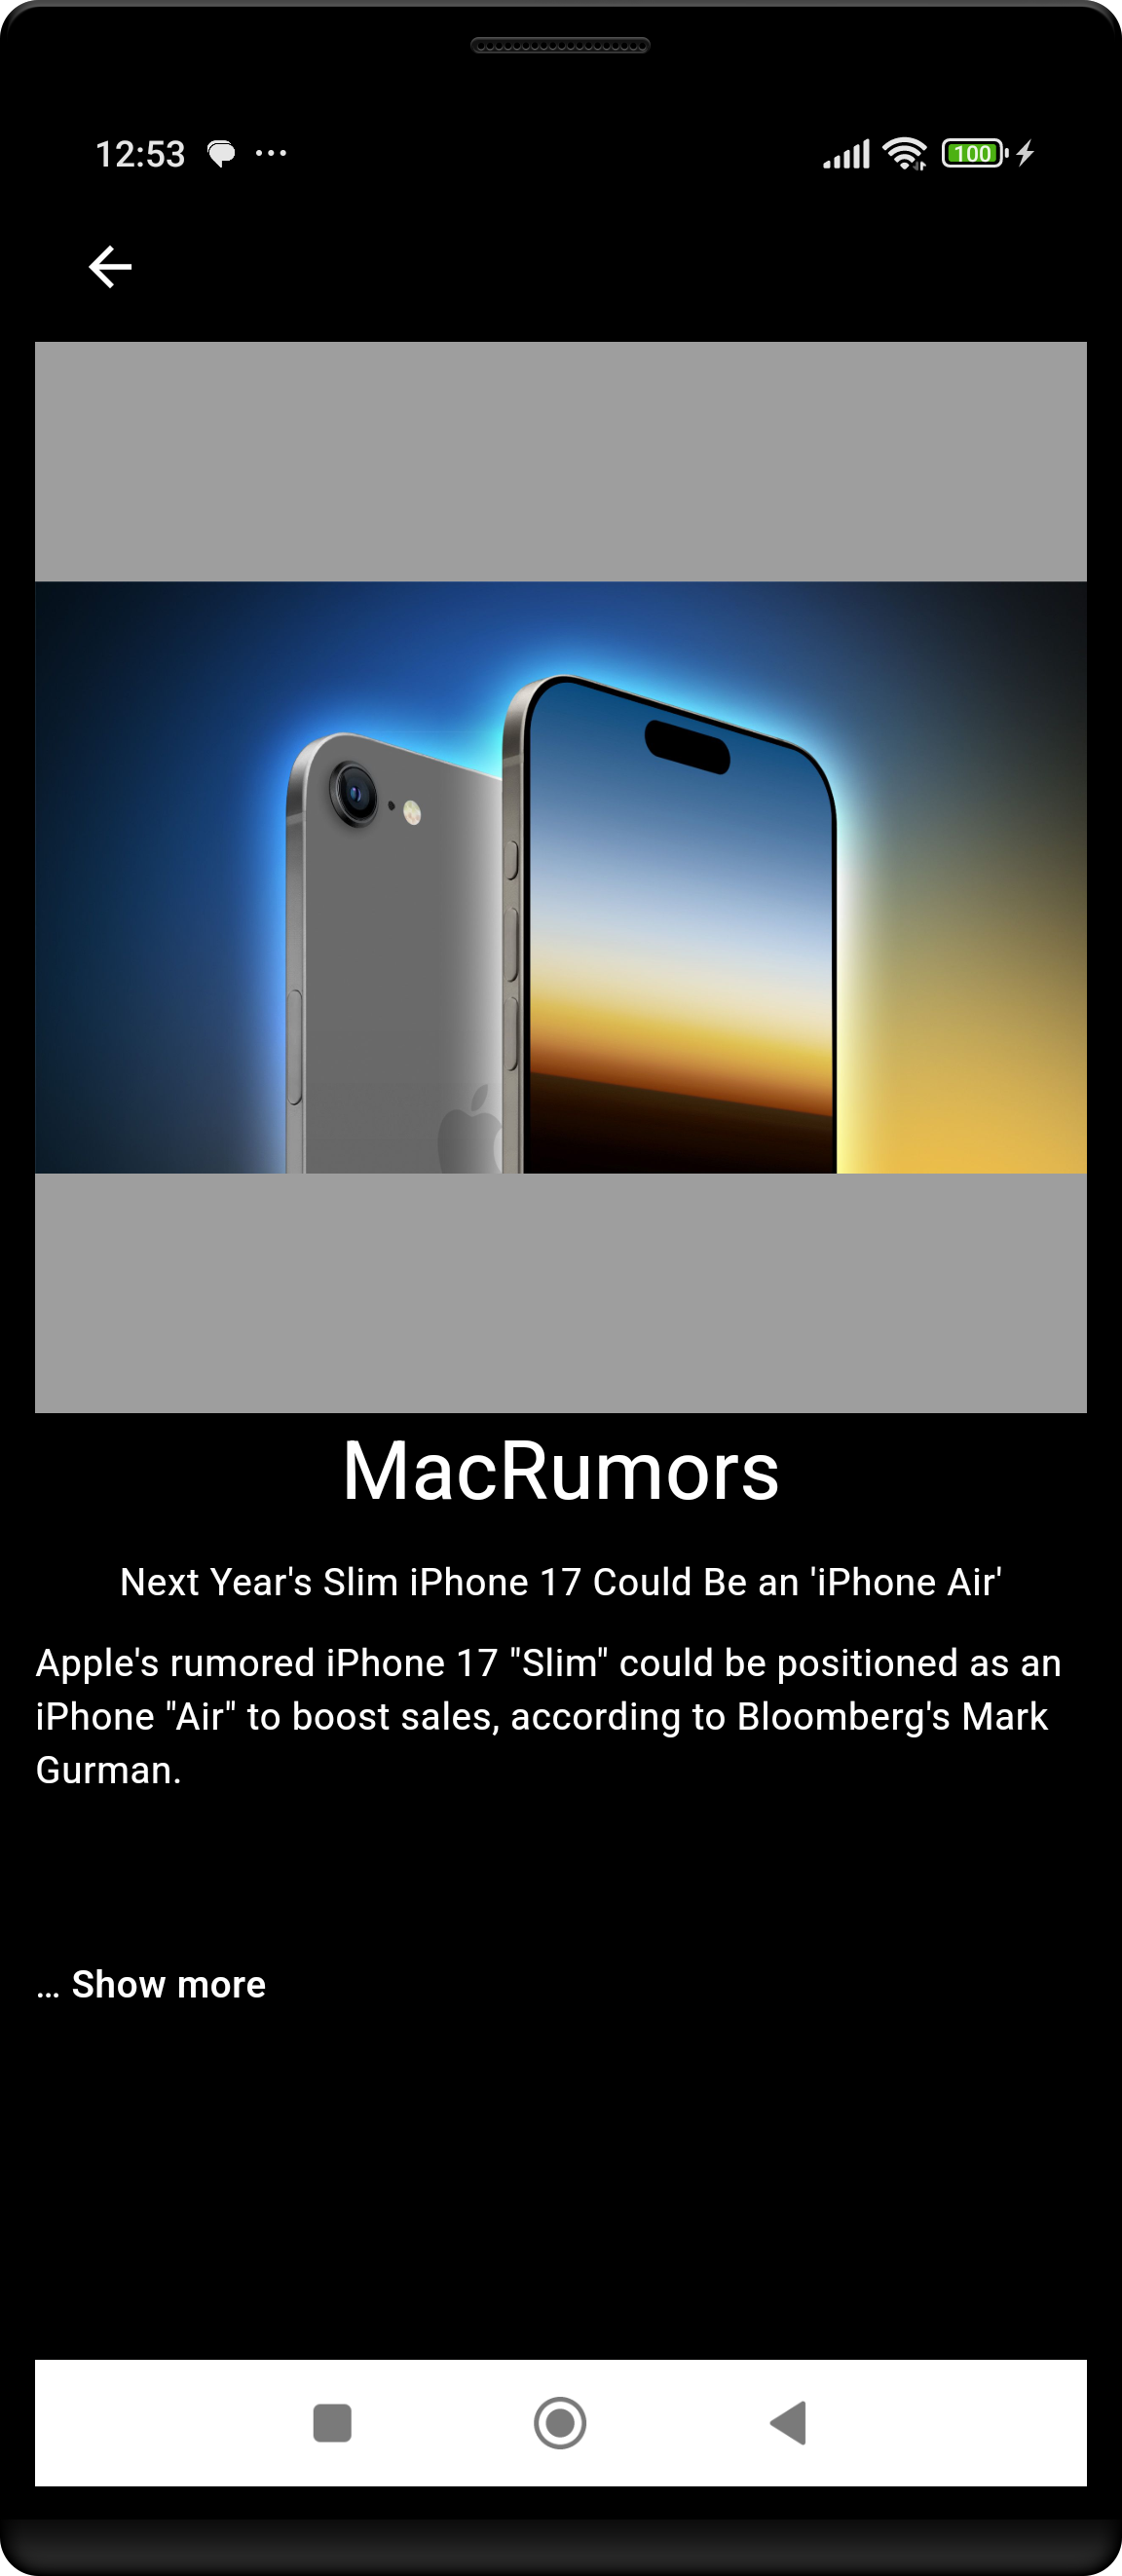 12:53
100
MacRumors
Next Year's Slim iPhone 17 Could Be an 'iPhone Air'
Apple's rumored iPhone 17 "Slim" could be positioned as an
iPhone "Air" to boost sales, according to Bloomberg's Mark
Gurman.
... Show more